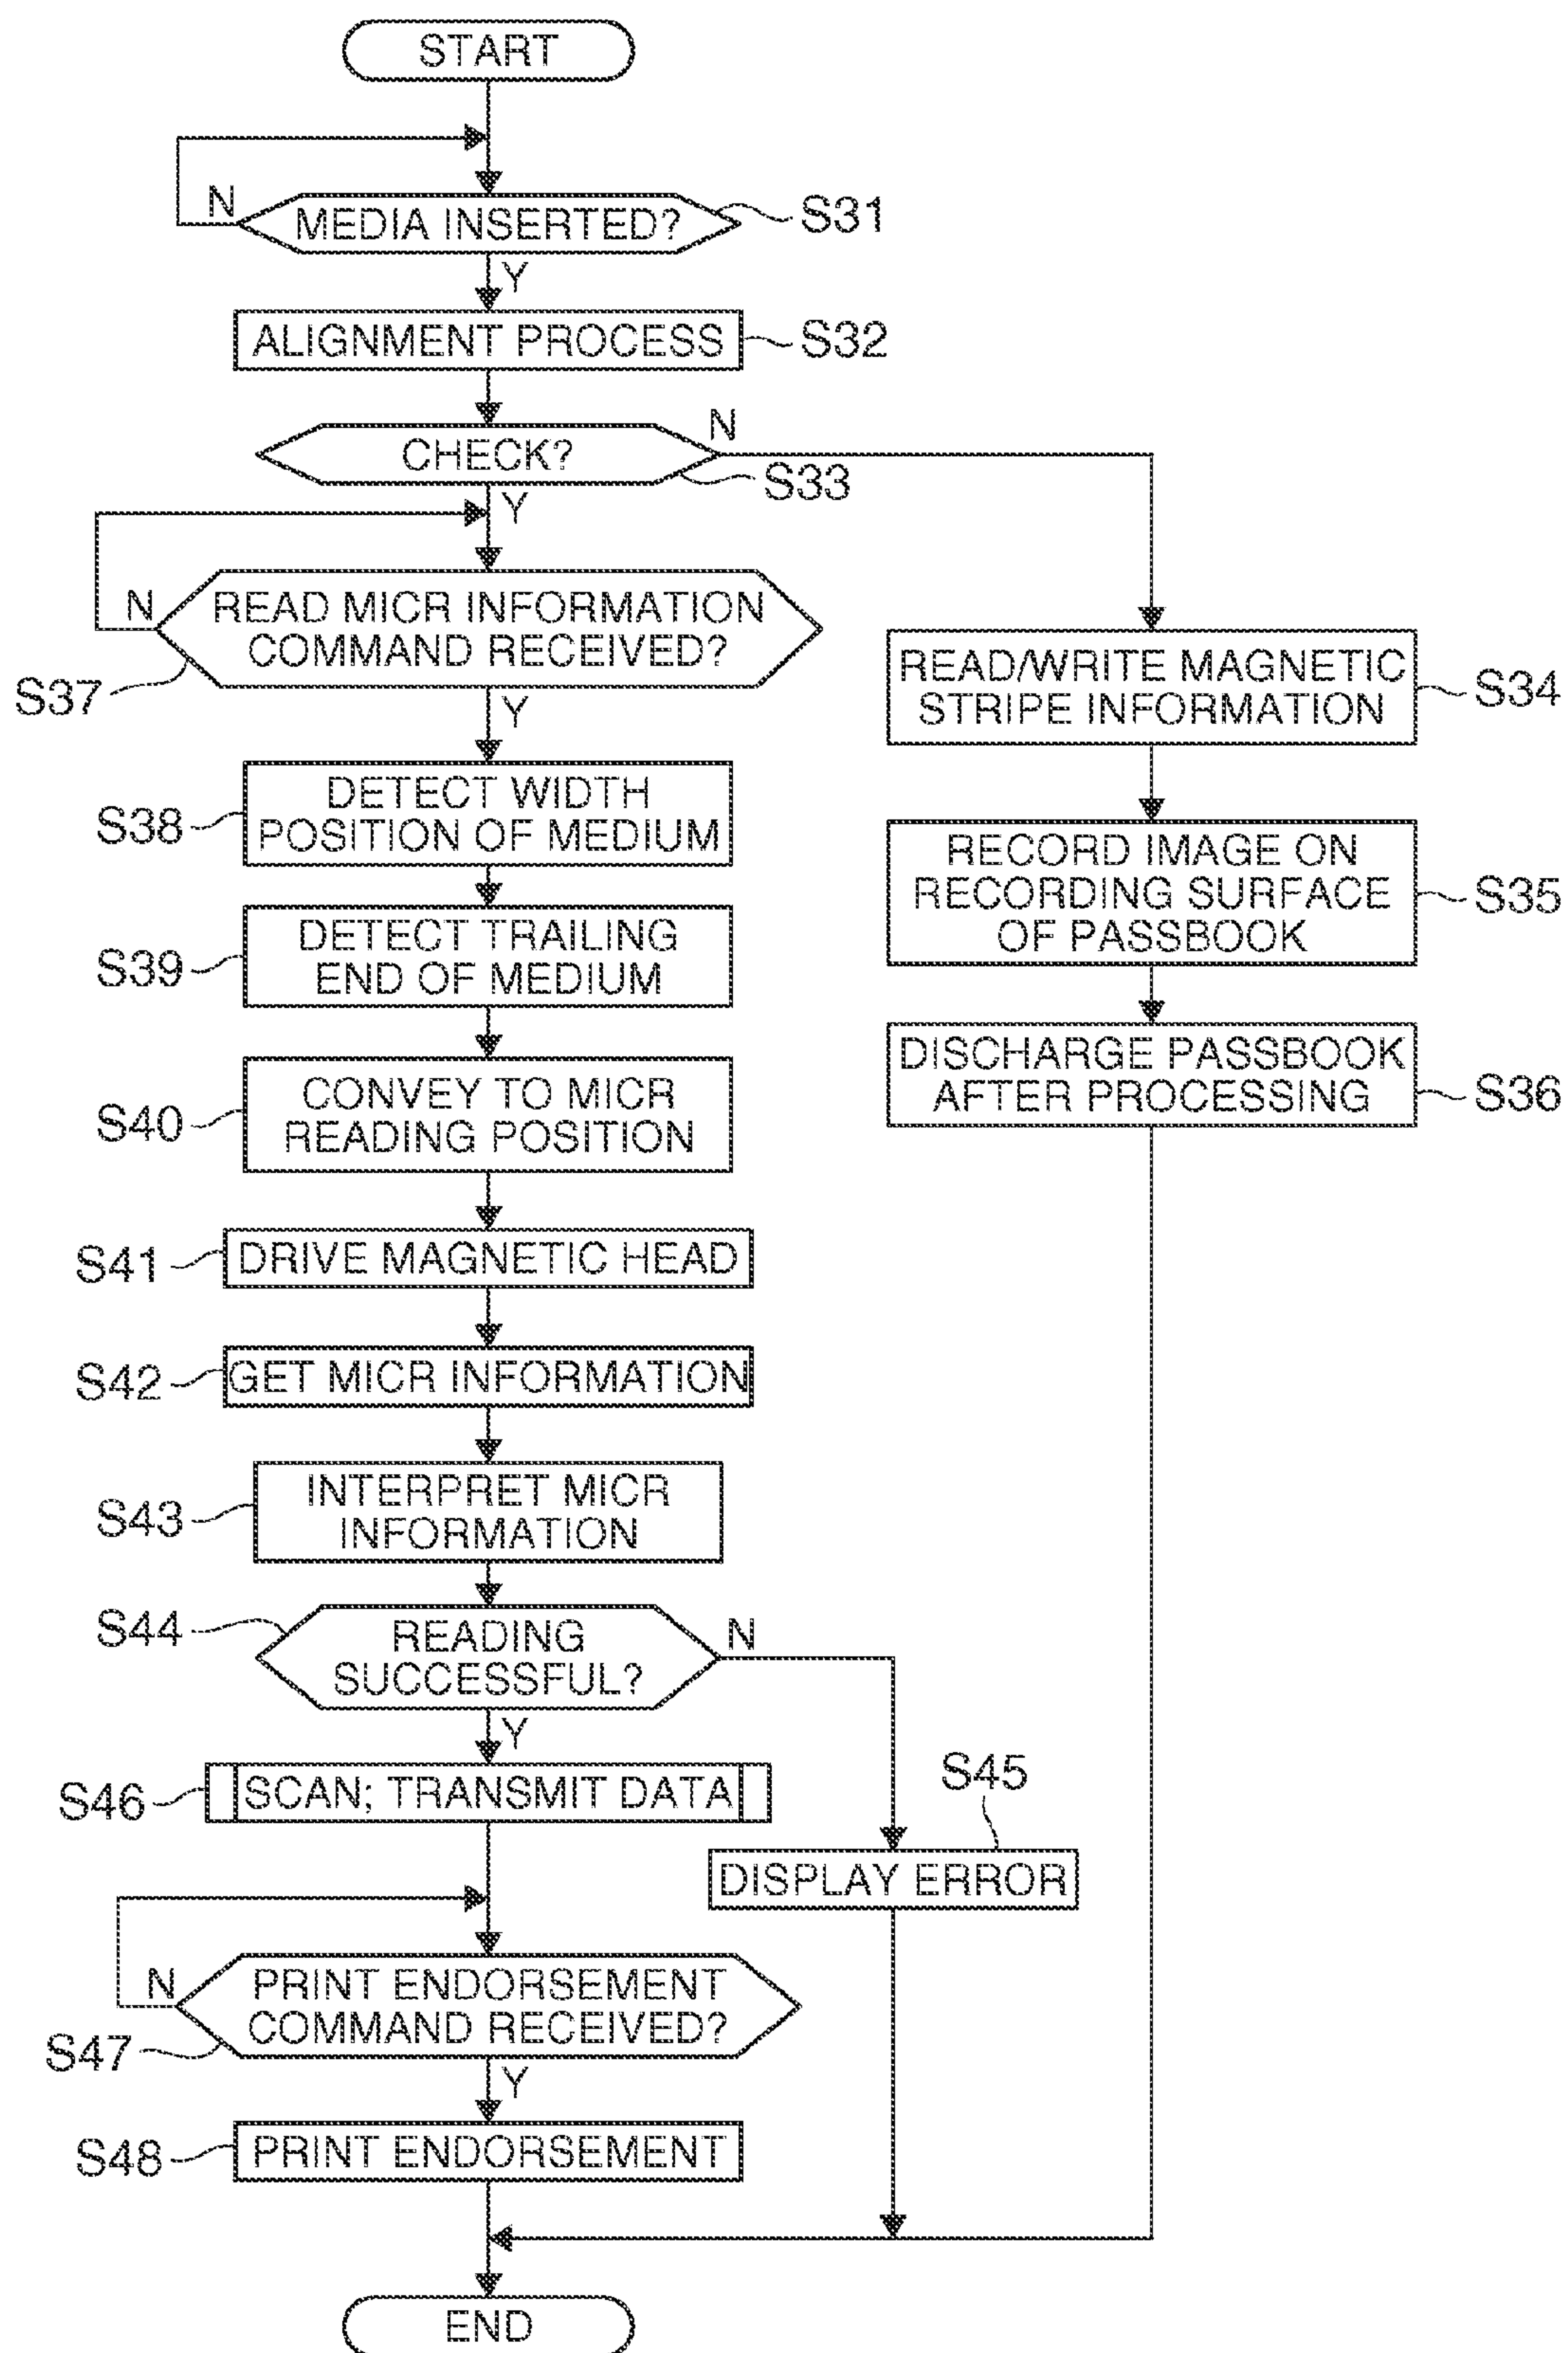 START
N
MEDIA INSERTED?
S31
Y
ALIGNMENT PROCESS
S32
N
CHECK?
S33
Y
N
READ MICR INFORMATION
COMMAND RECEIVED?
S37
Y
READ/WRITE MAGNETIC
STRIPE INFORMATION
S34
DETECT WIDTH
POSITION OF MEDIUM
S38
RECORD IMAGE ON
RECORDING SURFACE
OF PASSBOOK
S35
DETECT TRAILING
END OF MEDIUM
S39
DISCHARGE PASSBOOK
AFTER PROCESSING
S36
CONVEY TO MICR
READING POSITION
S40
DRIVE MAGNETIC HEAD
S41
GET MICR INFORMATION
S42
INTERPRET MICR
INFORMATION
S43
S44
READING
SUCCESSFUL?
N
Y
S46
SCAN; TRANSMIT DATA
S45
DISPLAY ERROR
N
PRINT ENDORSEMENT
COMMAND RECEIVED?
S47
Y
PRINT ENDORSEMENT
S48
END